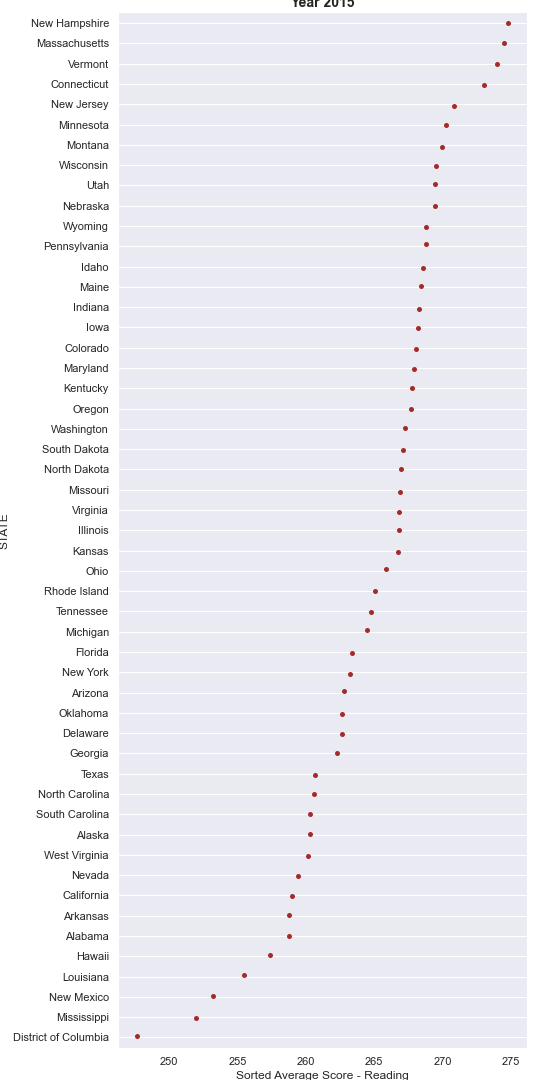 Year 2015
New Hampshire
Massachusetts
Vermont
Connecticut
New Jersey
Minnesota
Montana
Wisconsin
Utah
Nebraska
Wyoming
Pennsylvania
Idaho
Maine
Indiana
Iowa
Colorado
Maryland
Kentucky
Oregon
Washington
South Dakota
North Dakota
Missouri
Virginia
Illinois
Kansas
Ohio
Rhode Island
Tennessee
Michigan
Florida
New York
Arizona
Oklahoma
Delaware
Georgia
Texas
North Carolina
South Carolina
Alaska
West Virginia
Nevada
California
Arkansas
Alabama
Hawaii
Louisiana
New Mexico
Mississippi
District of Columbia
STATE
250 255 260 265 270 275
Sorted Average Score - Reading